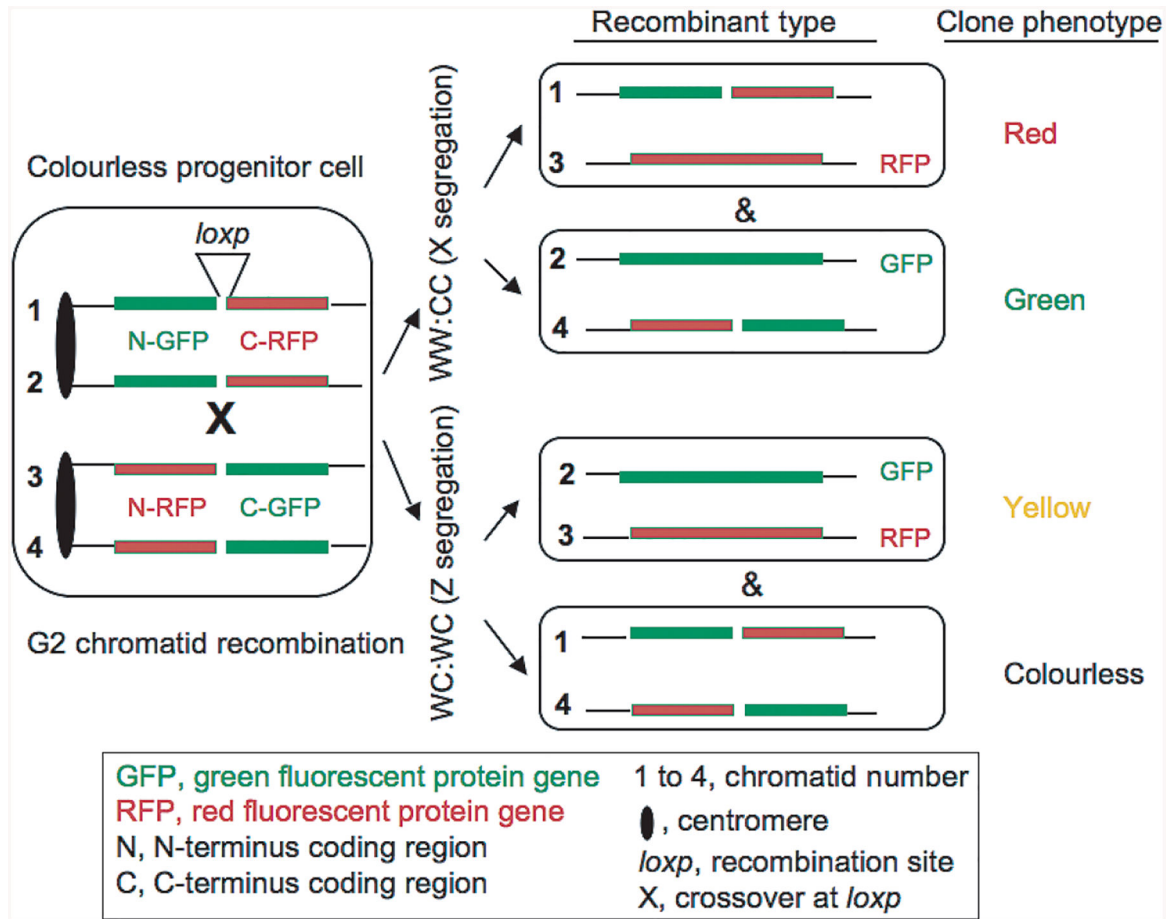 Recombinant type
Clone phenotype
Colourless progenitor cell
loxp
1
N-GFP C-RFP
2
X
3
N-RFP C-GFP
4
G2 chromatid recombination
WW:CC (X segregation)
WC:WC (Z segregation)
1
3 RFP
Red
&
2 GFP
4
Green
2 GFP
3 RFP
Yellow
&
1
4
Colourless
GFP, green fluorescent protein gene
RFP, red fluorescent protein gene
N, N-terminus coding region
C, C-terminus coding region
1 to 4, chromatid number
, centromere
loxp, recombination site
X, crossover at loxp